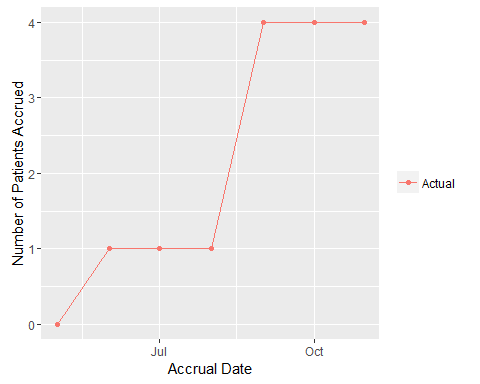 4
3
2
1
0
Number of Patients Accrued
Jul
Oct
Accrual Date
Actual